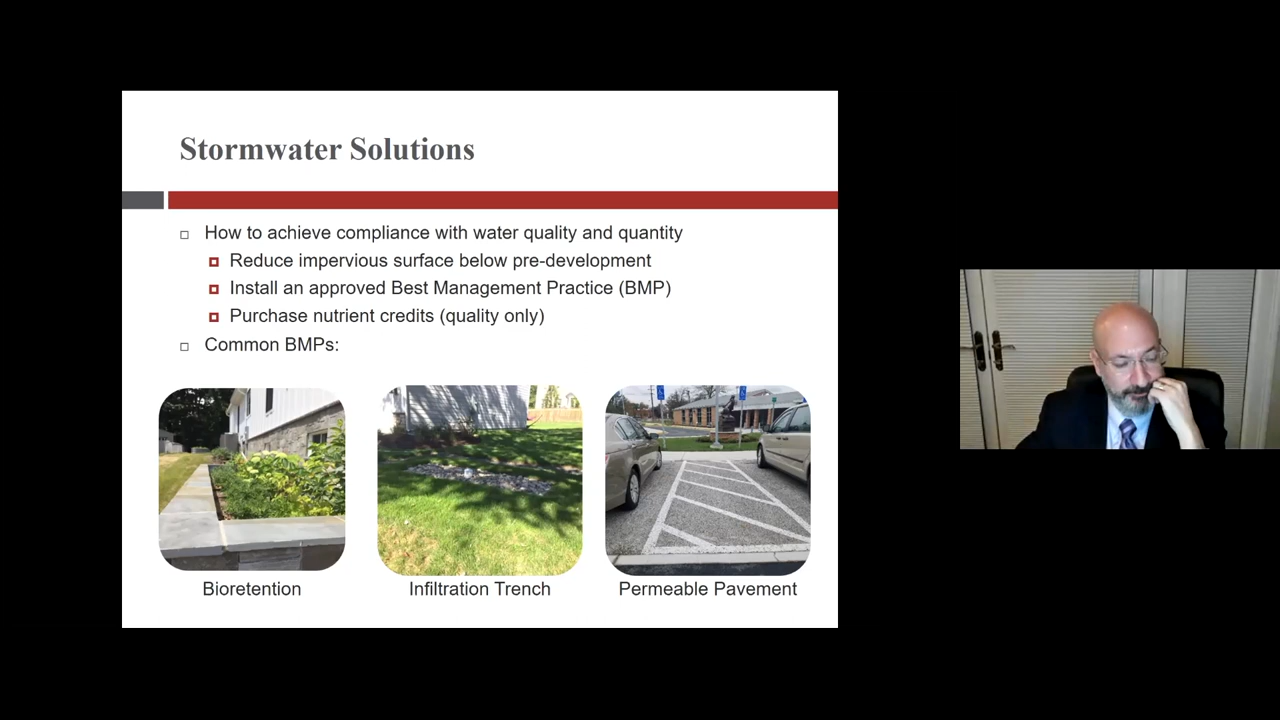 Stormwater Solutions
How to achieve compliance with water quality and quantity
Reduce impervious surface below pre-development
Install an approved Best Management Practice (BMP)
Purchase nutrient credits (quality only)
Common BMPs:
Bioretention
Infiltration Trench
Permeable Pavement